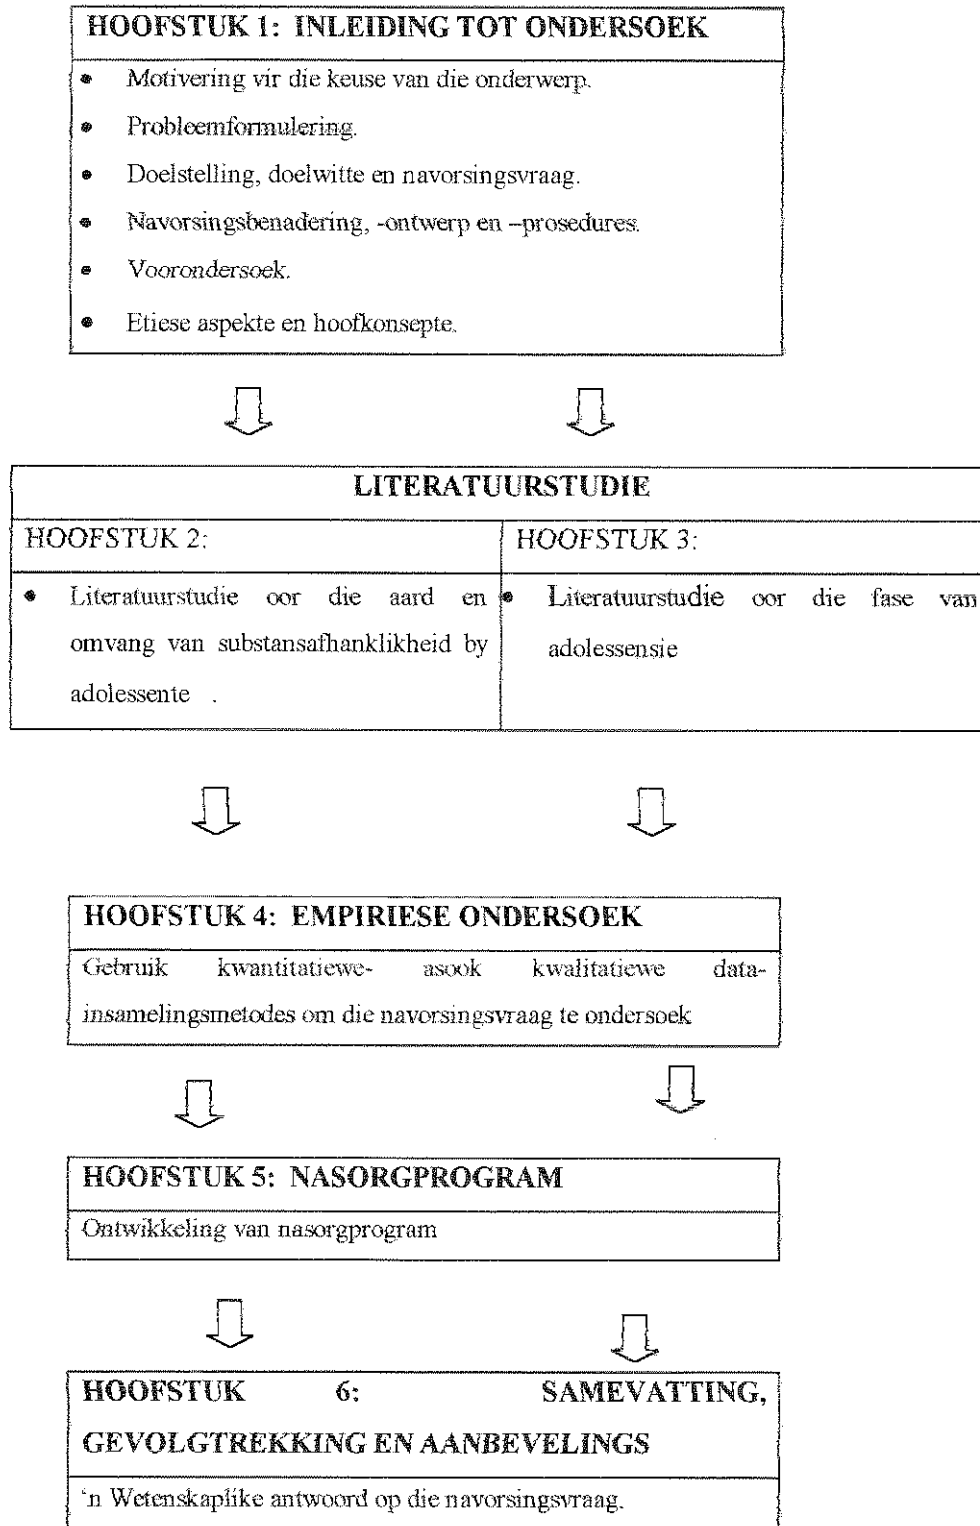 HOOFSTUK 1: INLEIDING TOT ONDERSOEK
• Motivering vir die keuse van die onderwerp.
• Probleemformulering.
• Doelstelling, doelwitte en navorsingsvraag.
• Navorsingsbenadering, -ontwerp en –prosedures.
• Voorondersoek.
• Etiese aspekte en hoofkonsepte.
LITERATUURSTUDIE
HOOFSTUK 2:
• Literatuurstudie oor die aard en
omvang van substansafhanklikheid by
adolessente .
HOOFSTUK 3:
• Literatuurstudie oor die fase van
adolessensie
HOOFSTUK 4: EMPIRIESE ONDERSOEK
Gebruik kwantitatiewe- asook kwalitatiewe data-
insamelingsmetodes om die navorsingsvraag te ondersoek
HOOFSTUK 5: NASORGPROGRAM
Ontwikkeling van nasorgprogram
HOOFSTUK 6: SAMEVATTING,
GEVOLGTREKKING EN AANBEVELINGS
‘n Wetenskaplike antwoord op die navorsingsvraag.